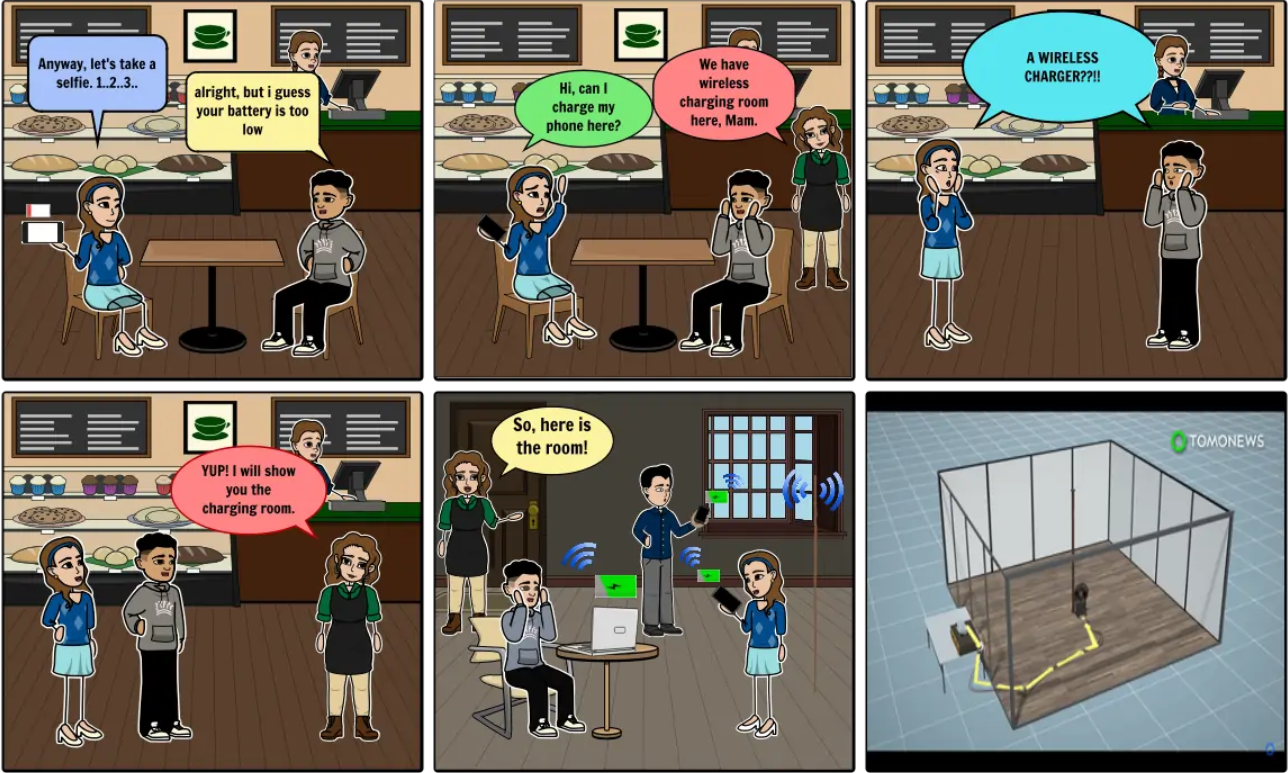 Anyway, let's take a
selfie. 1..2..3..
alright, but i guess
your battery is too
low
Hi, can I
charge my
phone here?
We have
wireless
charging room
here, Mam.
A WIRELESS
CHARGER??!!
YUP! I will show
you the
charging room.
So, here is
the room!
TOMONEWS